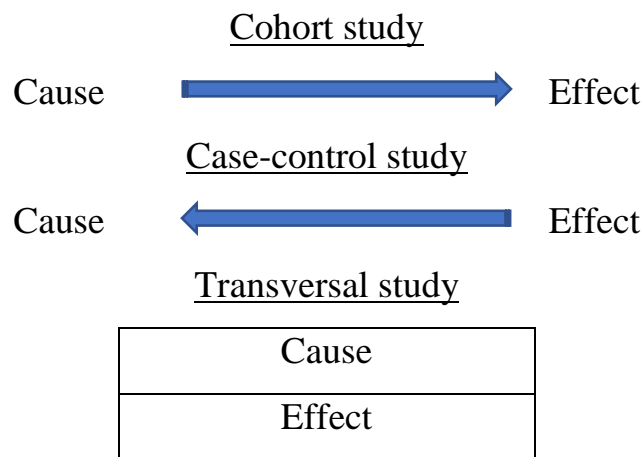 Cohort study
Cause Effect
Case-control study
Cause Effect
Transversal study
Cause
Effect